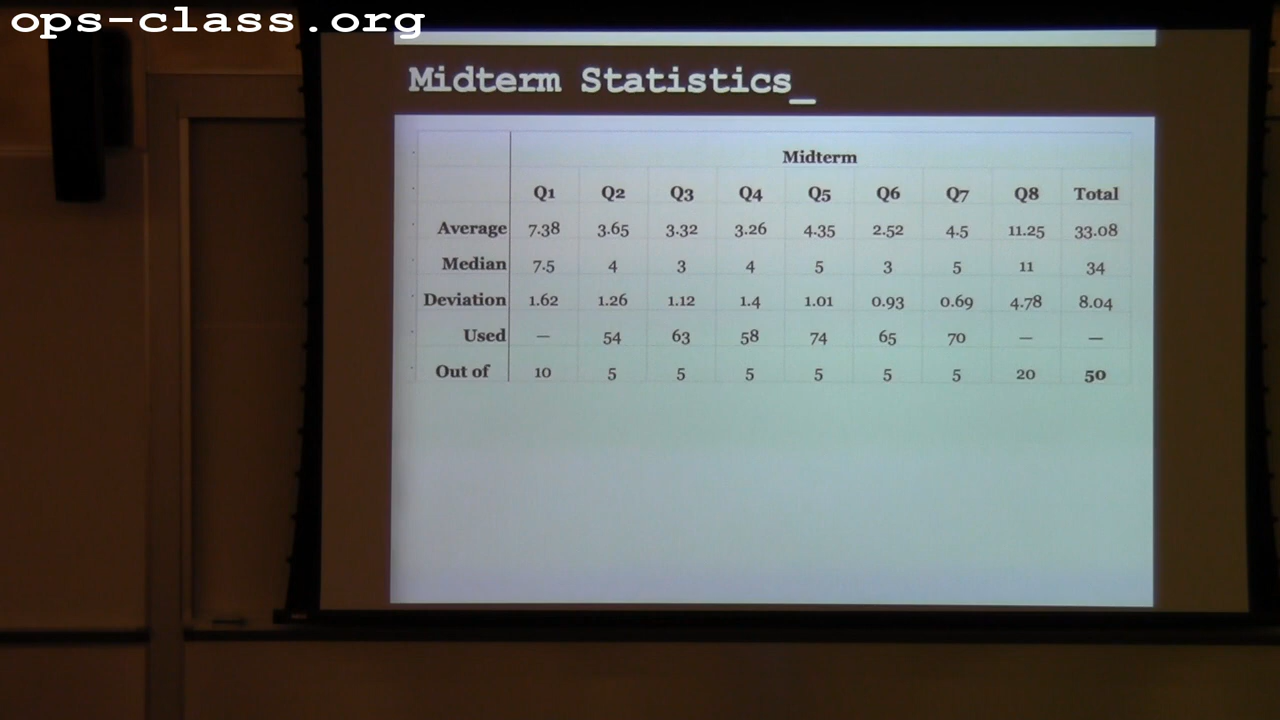 ops-class.org
Midterm Statistics_
Midterm
Q1 Q2 Q3 Q4 Q5 Q6 Q7 Q8 Total
Average 7.38 3.65 3.32 3.26 4.35 2.52 4.5 11.25 33.08
Median 7.5 4 3 4 5 3 5 11 34
Deviation 1.62 1.26 1.12 1.4 1.01 0.93 0.69 4.78 8.04
Used — 54 63 58 74 65 70 — —
Out of 10 5 5 5 5 5 5 20 50